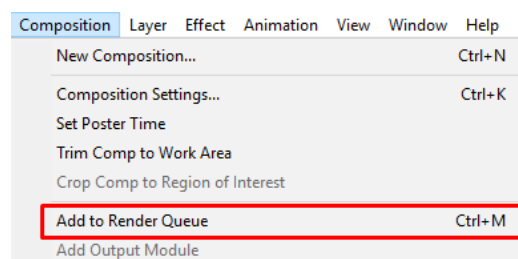 Composition Layer Effect Animation View Window Help
New Composition... Ctrl+N
Composition Settings... Ctrl+K
Set Poster Time
Trim Comp to Work Area
Crop Comp to Region of Interest
Add to Render Queue Ctrl+M
Add Output Module